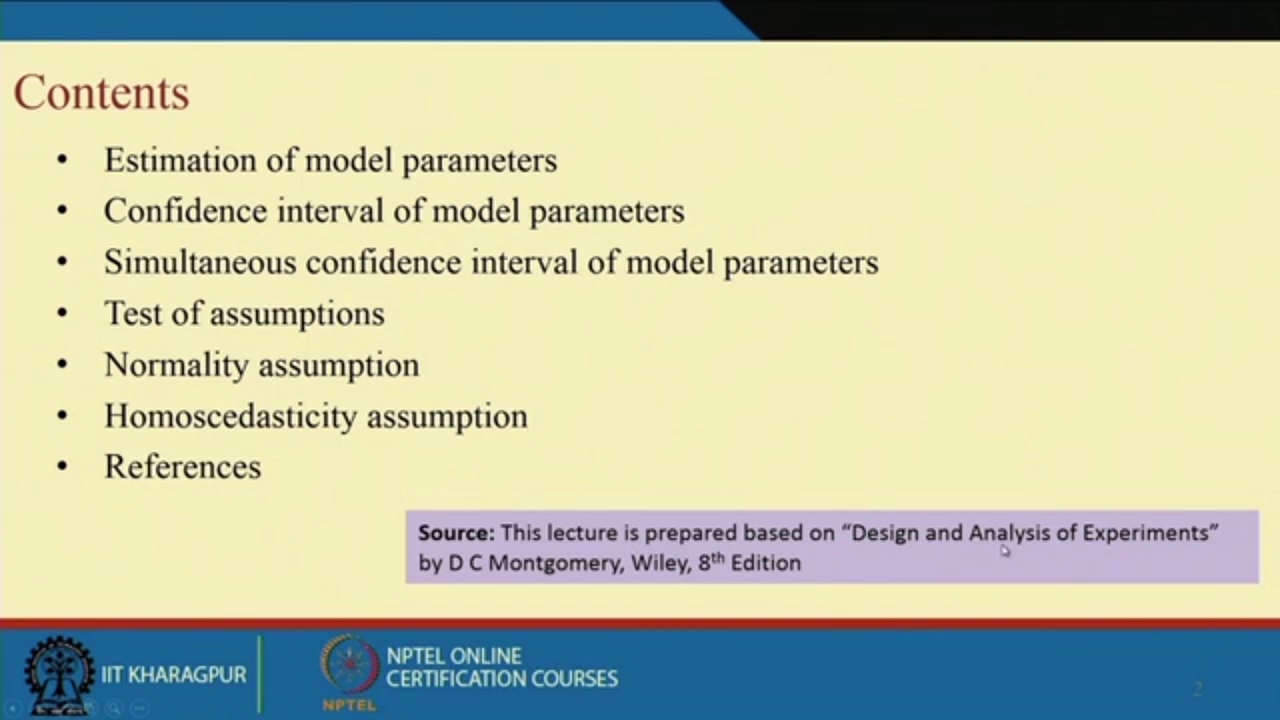 Contents
• Estimation of model parameters
• Confidence interval of model parameters
• Simultaneous confidence interval of model parameters
• Test of assumptions
• Normality assumption
• Homoscedasticity assumption
• References
Source: This lecture is prepared based on “Design and Analysis of Experiments”
by D C Montgomery, Wiley, 8th Edition
IIT KHARAGPUR
NPTEL
NPTEL ONLINE
CERTIFICATION COURSES
2